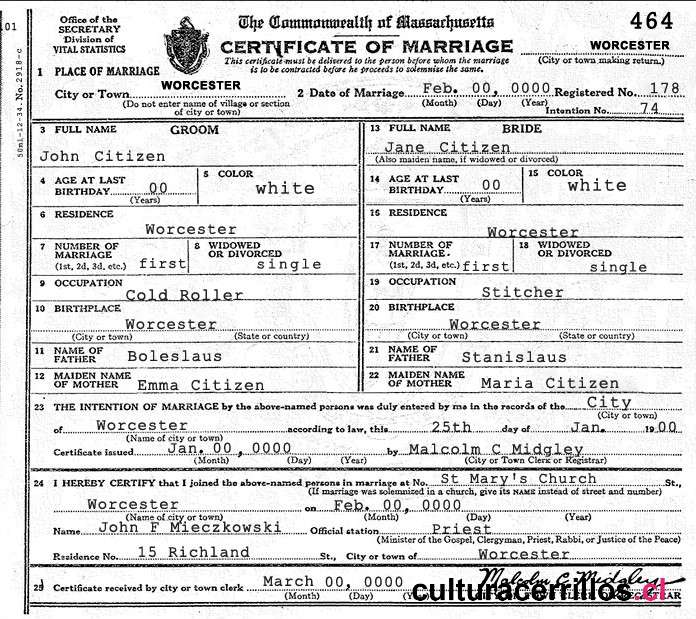 Office of the
SECRETARY
Division of
VITAL STATISTICS
The Commonwealth of Massachusetts
464
101
50m-12-34. No. 2918-c
CERTIFICATE OF MARRIAGE
This certificate must be delivered to the person before whom the marriage
is to be contracted before he proceeds to solemnize the same.
WORCESTER
(City or town making return.)
1 PLACE OF MARRIAGE
City or Town WORCESTER
(Do not enter name of village or section
of city or town)
2 Date of Marriage Feb. 00, 0000 Registered No. 178
(Month) (Day) (Year)
Intention No. 74
3 FULL NAME GROOM
John Citizen
13 FULL NAME BRIDE
Jane Citizen
(Also maiden name, if widowed or divorced)
4 AGE AT LAST
BIRTHDAY 00
(Years)
5 COLOR
white
14 AGE AT LAST
BIRTHDAY 00
(Years)
15 COLOR
white
6 RESIDENCE
Worcester
16 RESIDENCE
Worcester
7 NUMBER OF
MARRIAGE
(1st, 2d, 3d, etc.) first
8 WIDOWED
OR DIVORCED
single
17 NUMBER OF
MARRIAGE.
(1st, 2d, 3d, etc.) first
18 WIDOWED
OR DIVORCED
single
9 OCCUPATION
Cold Roller
19 OCCUPATION
Stitcher
10 BIRTHPLACE
Worcester
(City or town) (State or country)
20 BIRTHPLACE
Worcester
(City or town) (State or country)
11 NAME OF
FATHER Boleslaus
21 NAME OF
FATHER Stanislaus
12 MAIDEN NAME
OF MOTHER Emma Citizen
22 MAIDEN NAME
OF MOTHER Maria Citizen
23 THE INTENTION OF MARRIAGE by the above-named persons was duly entered by me in the records of the City
(City or town)
of Worcester according to law, this 25th day of Jan. 1900
(Name of city or town)
Certificate issued Jan. 00, 0000 by Malcolm C Midgley
(Month) (Day) (Year) (City or Town Clerk or Registrar)
24 I HEREBY CERTIFY that I joined the above-named persons in marriage at No. St Mary's Church St.,
(If marriage was solemnized in a church, give its NAME instead of street and number)
Worcester on Feb. 00, 0000
(Name of city or town) (Month) (Day) (Year)
Name John F Mieczkowski Official station Priest
(Minister of the Gospel, Clergyman, Priest, Rabbi, or Justice of the Peace)
Residence No. 15 Richland St., City or town of Worcester
25 Certificate received by city or town clerk March 00, 0000 Malcolm C. Midgley
(Month) (Day) (Year)
culturacerrillos.cl